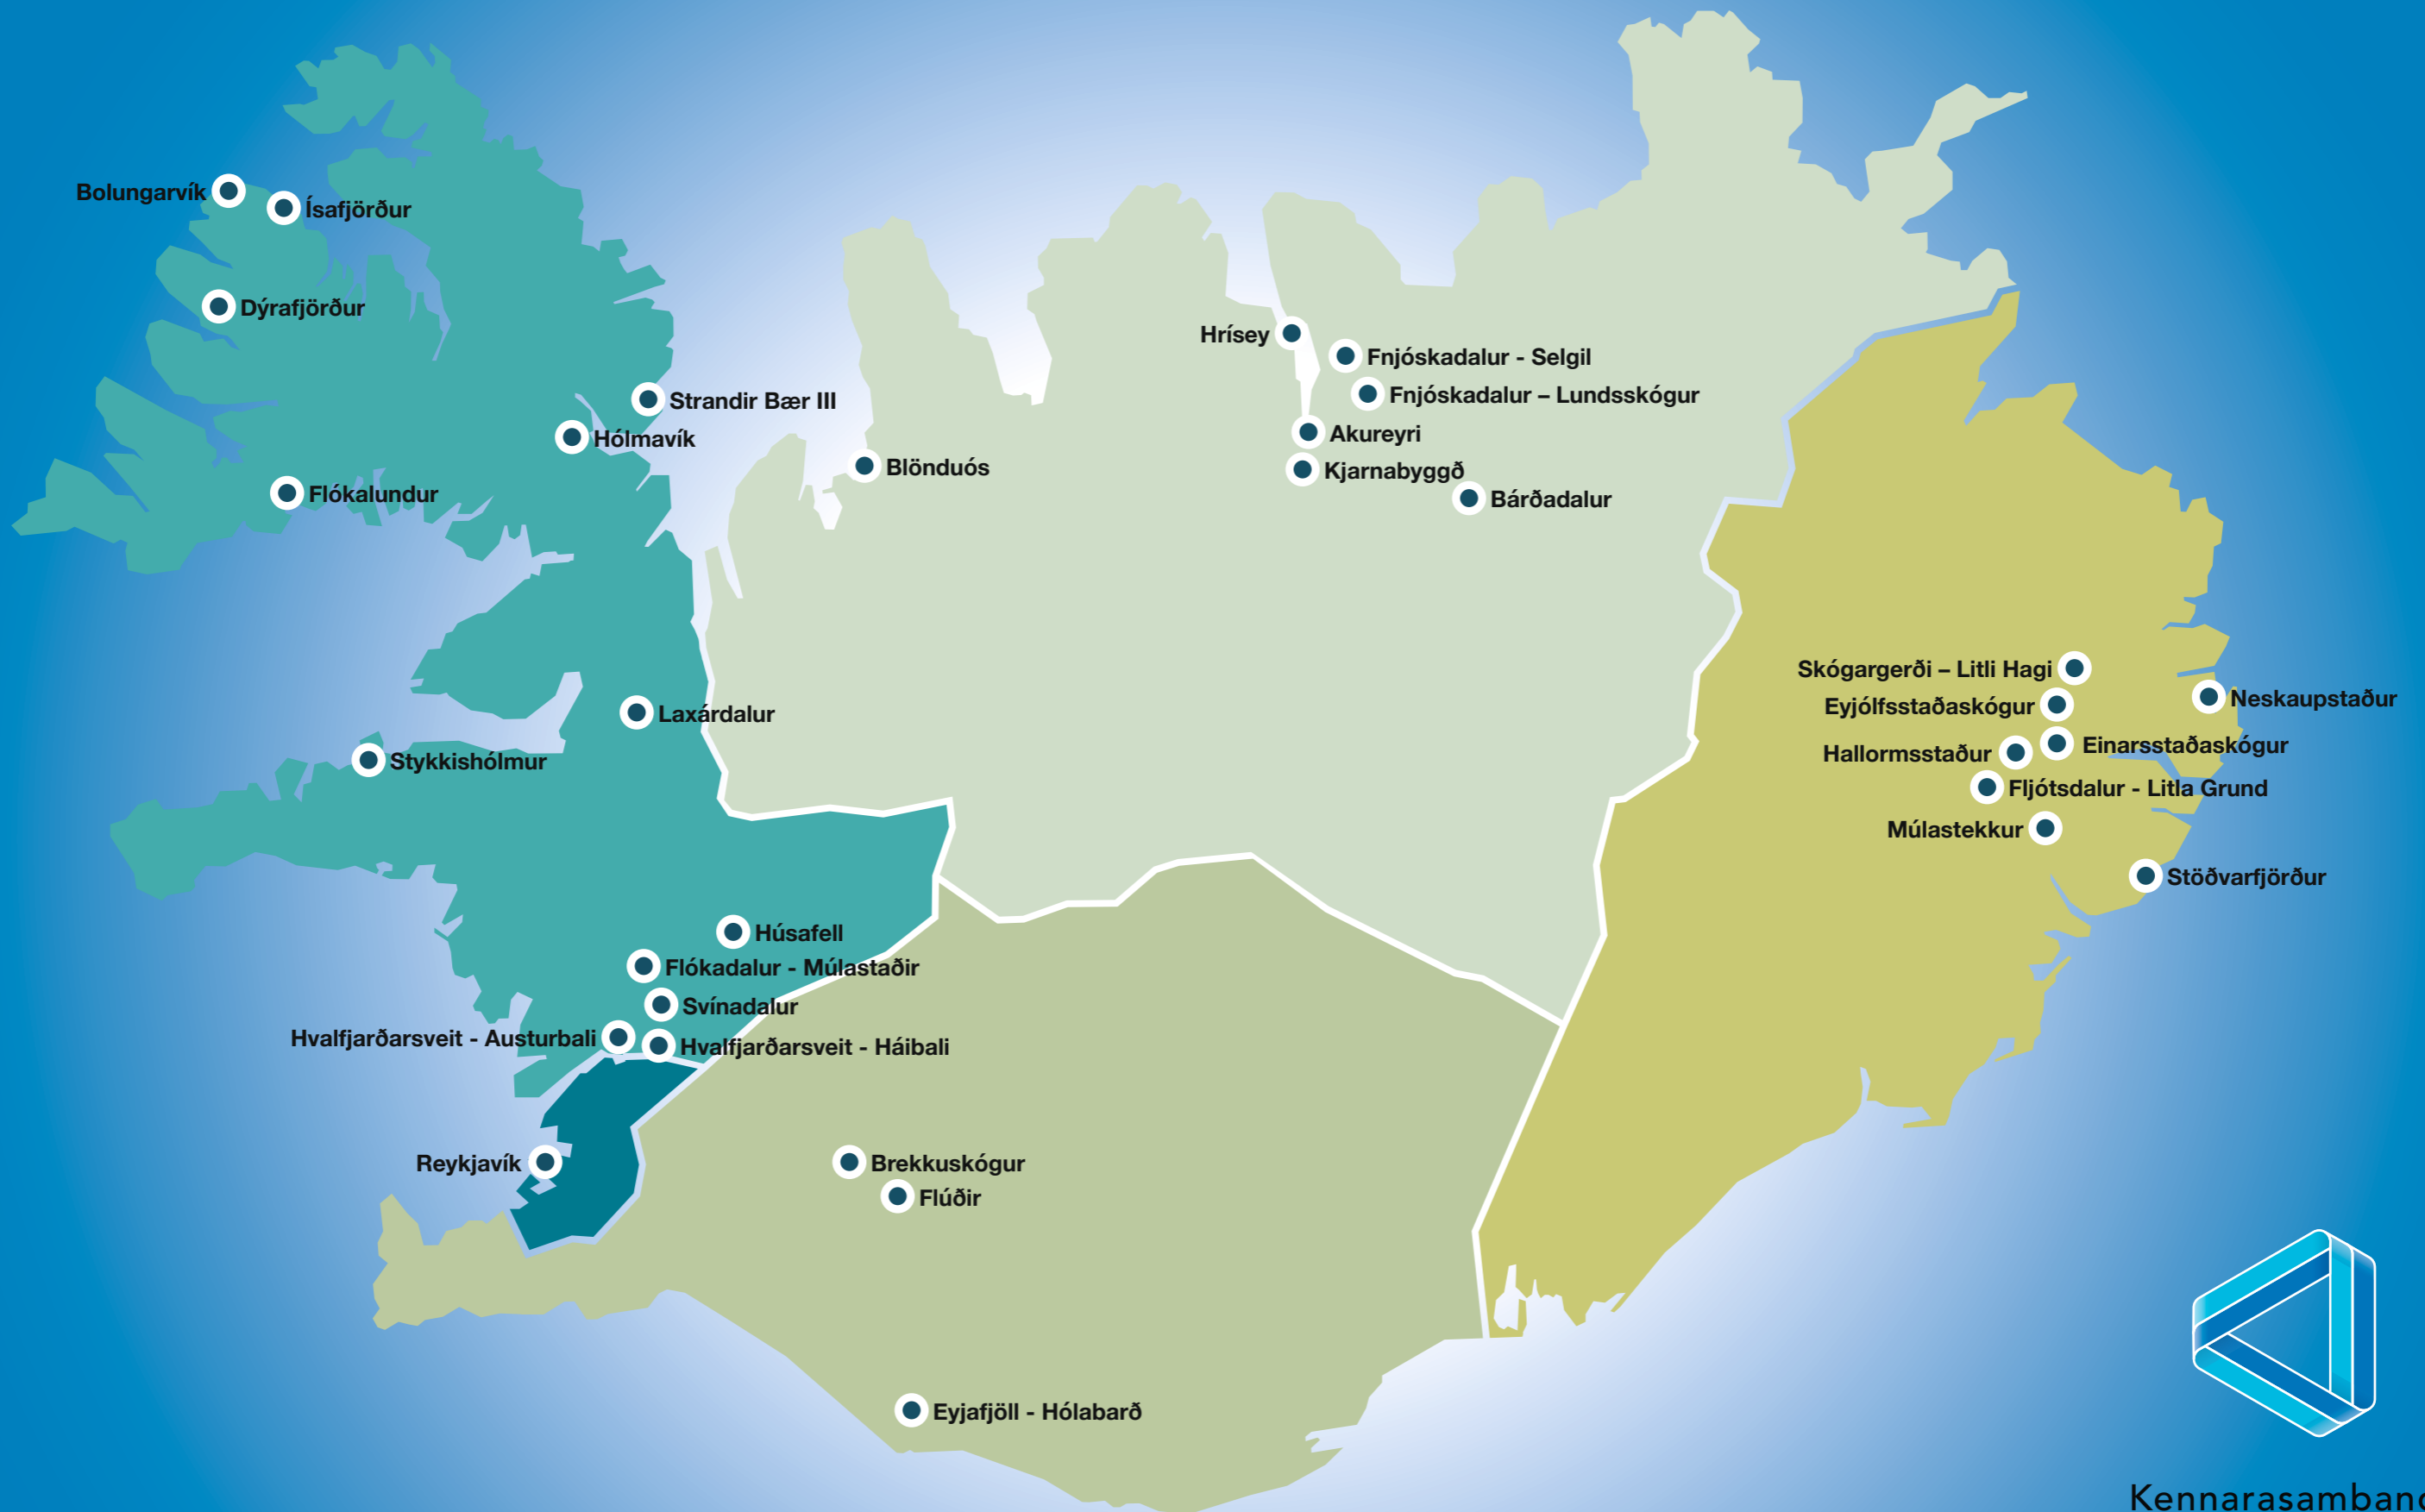 Bolungarvík
Ísafjörður
Dýrafjörður
Hrísey
Fnjóskadalur - Selgil
Fnjóskadalur – Lundsskógur
Strandir Bær III
Hólmavík
Akureyri
Blönduós
Kjarnabyggð
Flókalundur
Bárðadalur
Skógargerði – Litli Hagi
Neskaupstaður
Eyjólfsstaðaskógur
Laxárdalur
Einarsstaðaskógur
Hallormsstaður
Stykkishólmur
Fljótsdalur - Litla Grund
Múlastekkur
Stöðvarfjörður
Húsafell
Flókadalur - Múlastaðir
Svínadalur
Hvalfjarðarsveit - Austurbali
Hvalfjarðarsveit - Háibali
Reykjavík
Brekkuskógur
Flúðir
Eyjafjöll - Hólabarð